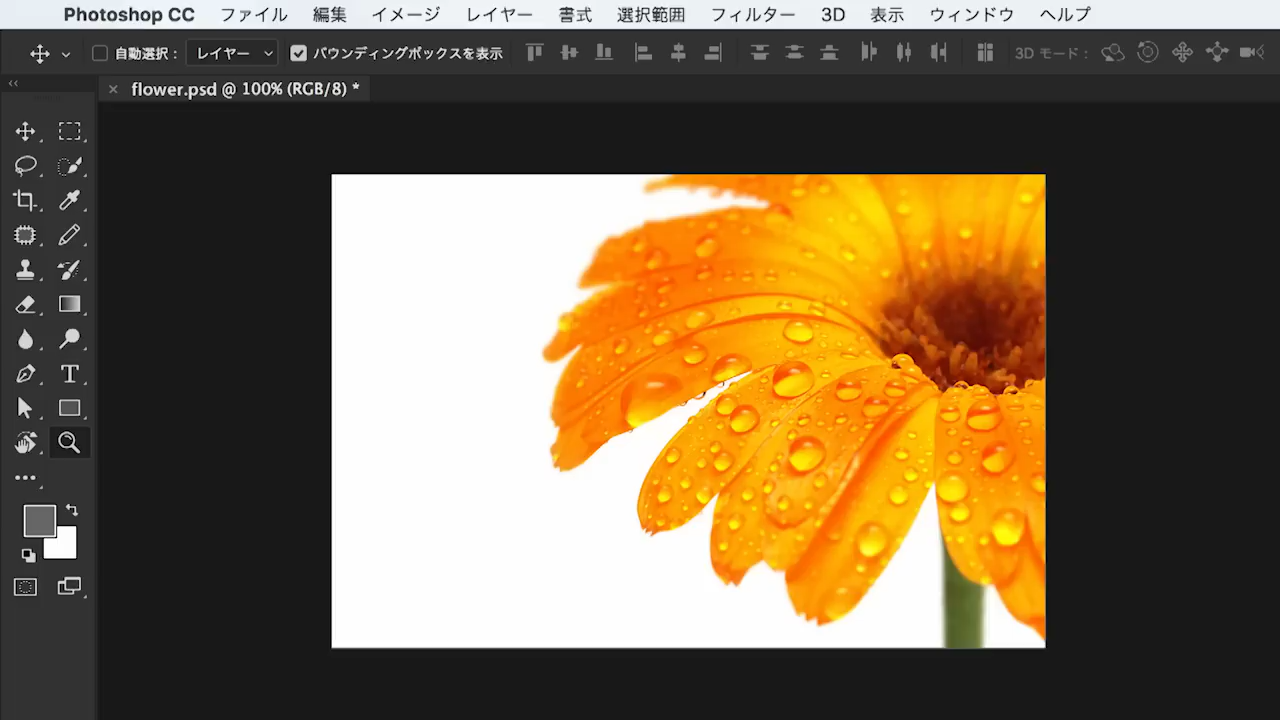 Photoshop CC ファイル 編集 イメージ レイヤー 書式 選択範囲 フィルター 3D 表示 ウィンドウ ヘルプ
自動選択： レイヤー バウンディングボックスを表示 3D モード：
flower.psd @ 100% (RGB/8) *